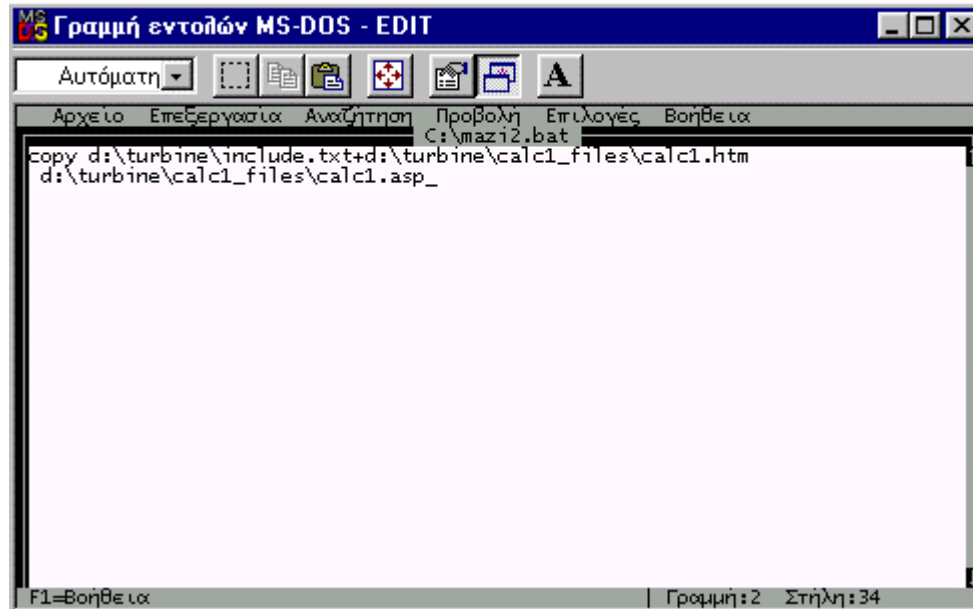 Γραμμή εντολών MS-DOS - EDIT
Αυτόματη
A
Αρχείο Επεξεργασία Αναζήτηση Προβολή Επιλογές Βοήθεια
C:\mazi2.bat
copy d:\turbine\include.txt+d:\turbine\calc1_files\calc1.htm
d:\turbine\calc1_files\calc1.asp_
F1=Βοήθεια Γραμμή:2 Στήλη:34